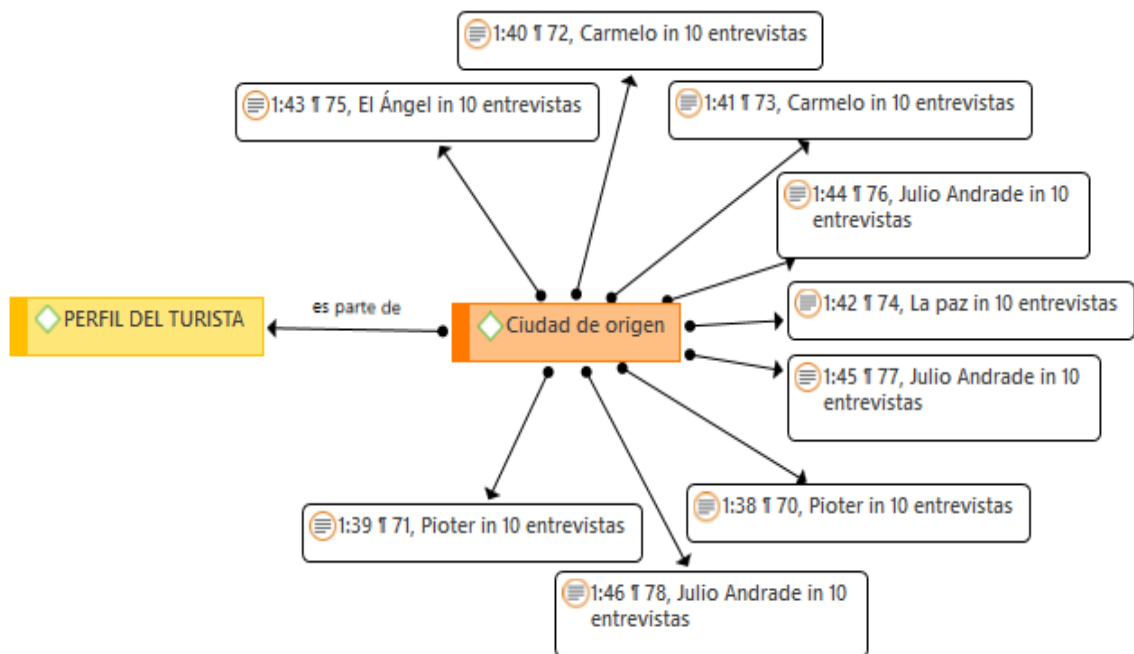 1:40 ¶ 72, Carmelo in 10 entrevistas
1:43 ¶ 75, El Ángel in 10 entrevistas
1:41 ¶ 73, Carmelo in 10 entrevistas
1:44 ¶ 76, Julio Andrade in 10
entrevistas
PERFIL DEL TURISTA
es parte de
Ciudad de origen
1:42 ¶ 74, La paz in 10 entrevistas
1:45 ¶ 77, Julio Andrade in 10
entrevistas
1:39 ¶ 71, Pioter in 10 entrevistas
1:38 ¶ 70, Pioter in 10 entrevistas
1:46 ¶ 78, Julio Andrade in 10
entrevistas